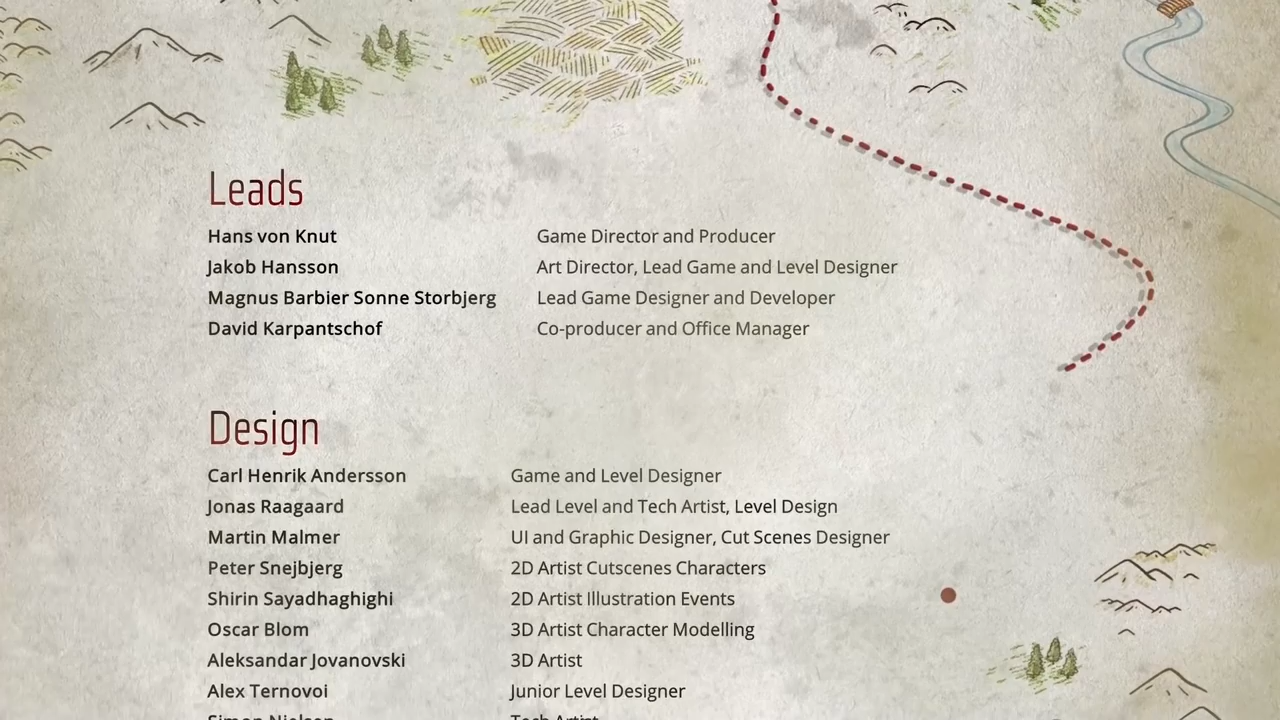 Leads
Hans von Knut Game Director and Producer
Jakob Hansson Art Director, Lead Game and Level Designer
Magnus Barbier Sonne Storbjerg Lead Game Designer and Developer
David Karpantschof Co-producer and Office Manager
Design
Carl Henrik Andersson Game and Level Designer
Jonas Raagaard Lead Level and Tech Artist, Level Design
Martin Malmer UI and Graphic Designer, Cut Scenes Designer
Peter Snejbjerg 2D Artist Cutscenes Characters
Shirin Sayadhaghighi 2D Artist Illustration Events
Oscar Blom 3D Artist Character Modelling
Aleksandar Jovanovski 3D Artist
Alex Ternovoi Junior Level Designer
Simon Nielsen Tech Artist